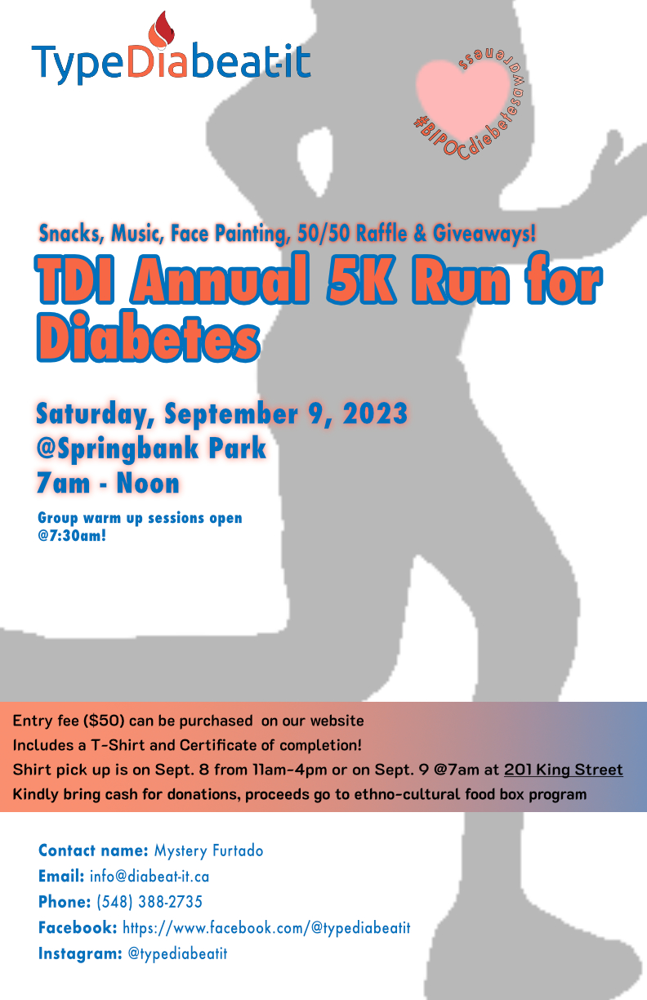 TypeDiabeat-it
#BIPOCdiebetesawareness
Snacks, Music, Face Painting, 50/50 Raffle & Giveaways!
TDI Annual 5K Run for
Diabetes
Saturday, September 9, 2023
@Springbank Park
7am - Noon
Group warm up sessions open
@7:30am!
Entry fee ($50) can be purchased on our website
Includes a T-Shirt and Certificate of completion!
Shirt pick up is on Sept. 8 from 11am-4pm or on Sept. 9 @7am at 201 King Street
Kindly bring cash for donations, proceeds go to ethno-cultural food box program
Contact name: Mystery Furtado
Email: info@diabeat-it.ca
Phone: (548) 388-2735
Facebook: https://www.facebook.com/@typediabeatit
Instagram: @typediabeatit